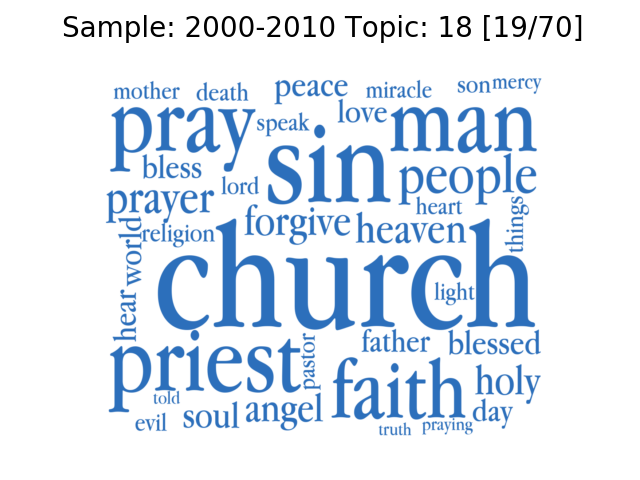 Sample: 2000-2010 Topic: 18 [19/70]
mother death peace miracle son mercy
pray speak love man
sin
bless people
prayer lord heart
forgive heaven things
religion
world
hear
church
light
priest pastor father blessed
faith holy
told
evil soul angel day
truth praying